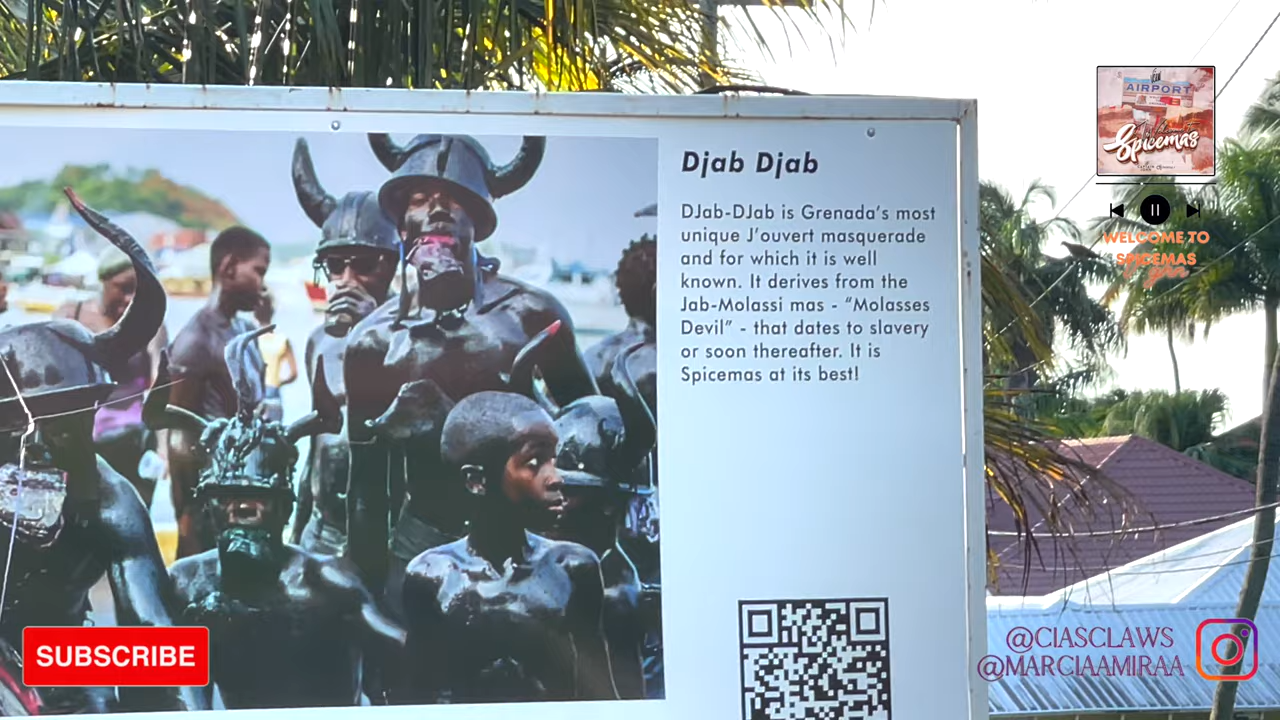 Djab Djab
DJab-DJab is Grenada's most
unique J'ouvert masquerade
and for which it is well
known. It derives from the
Jab-Molassi mas - "Molasses
Devil" - that dates to slavery
or soon thereafter. It is
Spicemas at its best!
AIRPORT
Spicemas
WELCOME TO
SPICEMAS
SUBSCRIBE
@CIASCLAWS
@MARCIAAMIRAA